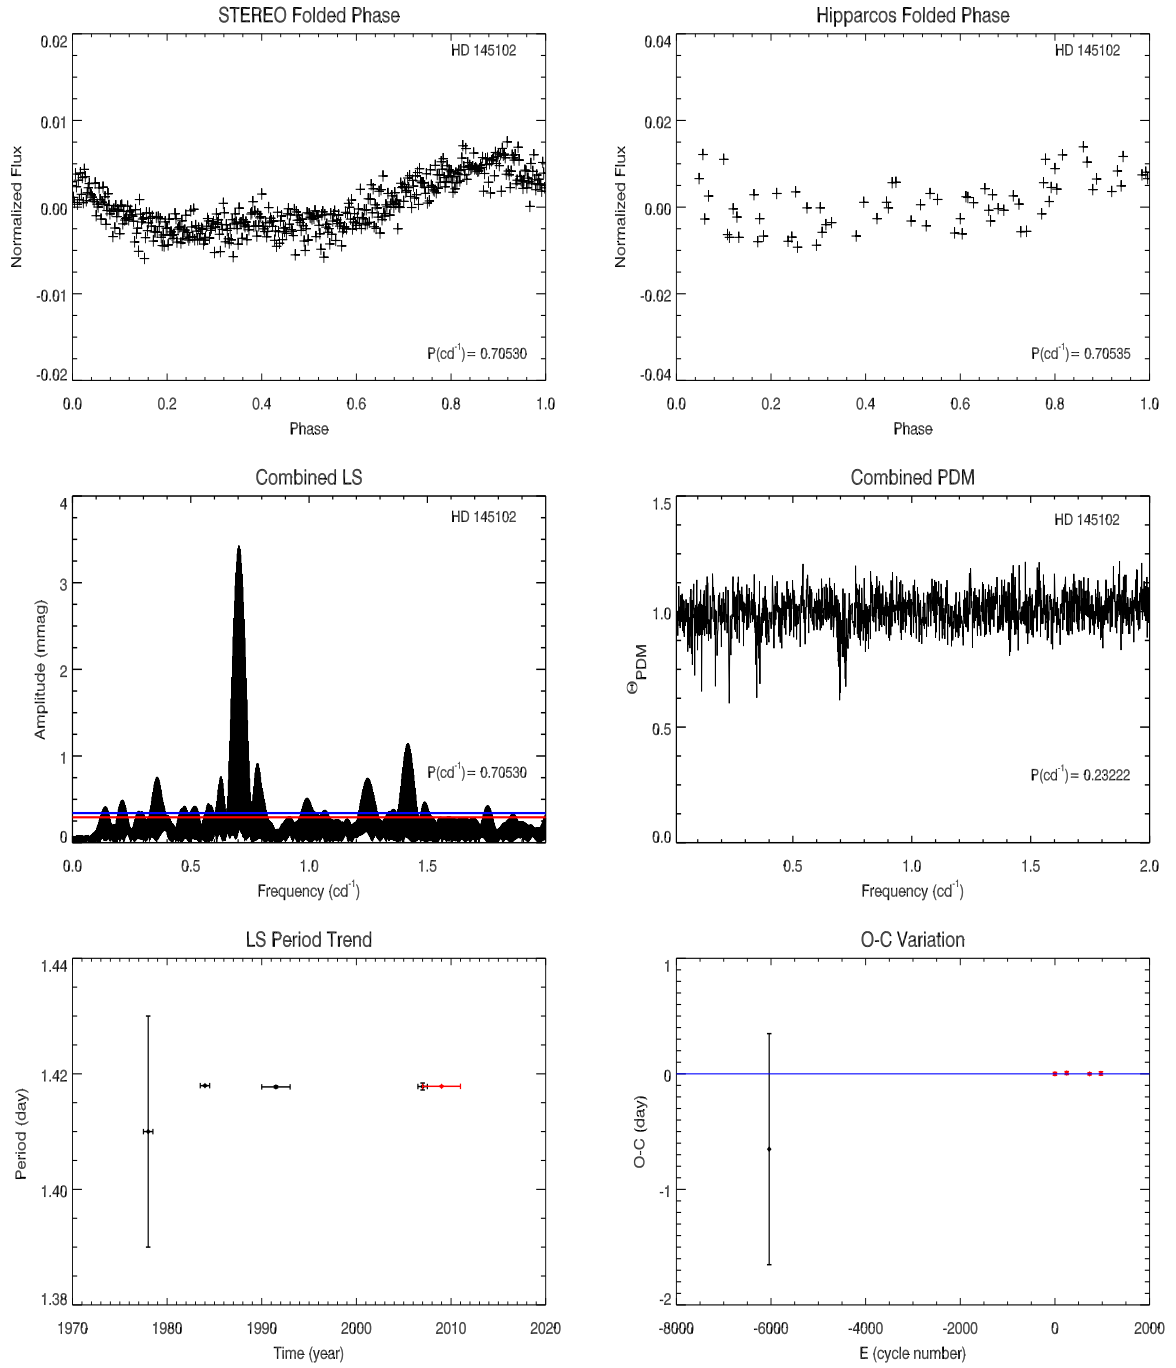 STEREO Folded Phase
Normalized Flux
0.02
0.01
0.00
-0.01
-0.02
HD 145102
P(cd-1)= 0.70530
0.0 0.2 0.4 0.6 0.8 1.0
Phase
Hipparcos Folded Phase
Normalized Flux
0.04
0.02
0.00
-0.02
-0.04
HD 145102
P(cd-1)= 0.70535
0.0 0.2 0.4 0.6 0.8 1.0
Phase
Combined LS
Amplitude (mmag)
4
3
2
1
0
HD 145102
P(cd-1)= 0.70530
0.0 0.5 1.0 1.5
Frequency (cd-1)
Combined PDM
ΘPDM
1.5
1.0
0.5
0.0
HD 145102
P(cd-1)= 0.23222
0.5 1.0 1.5 2.0
Frequency (cd-1)
LS Period Trend
Period (day)
1.44
1.42
1.40
1.38
1970 1980 1990 2000 2010 2020
Time (year)
O-C Variation
O-C (day)
1
0
-1
-2
-8000 -6000 -4000 -2000 0 2000
E (cycle number)